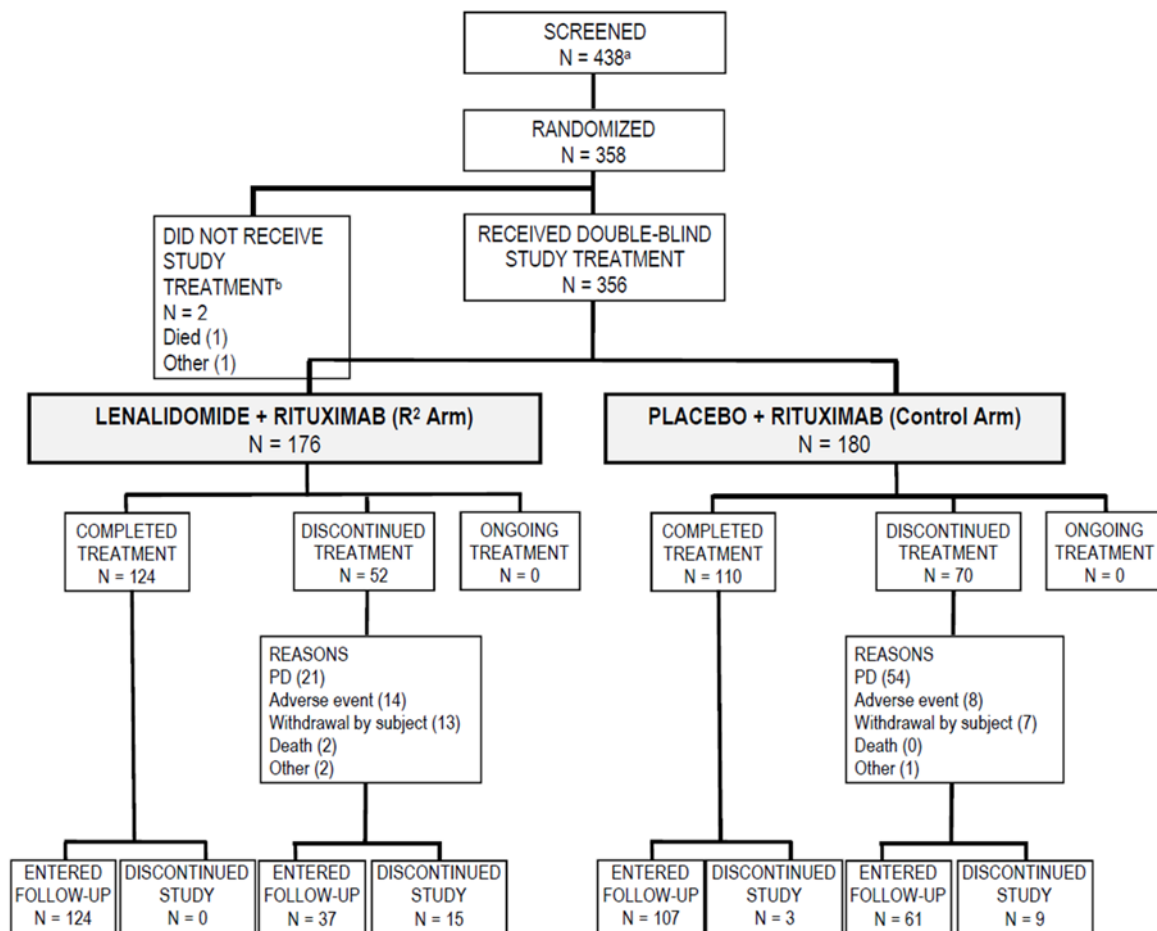 SCREENED
N = 438ᵃ
RANDOMIZED
N = 358
DID NOT RECEIVE
STUDY
TREATMENTᵇ
N = 2
Died (1)
Other (1)
RECEIVED DOUBLE-BLIND
STUDY TREATMENT
N = 356
LENALIDOMIDE + RITUXIMAB (R² Arm)
N = 176
PLACEBO + RITUXIMAB (Control Arm)
N = 180
COMPLETED
TREATMENT
N = 124
DISCONTINUED
TREATMENT
N = 52
ONGOING
TREATMENT
N = 0
COMPLETED
TREATMENT
N = 110
DISCONTINUED
TREATMENT
N = 70
ONGOING
TREATMENT
N = 0
REASONS
PD (21)
Adverse event (14)
Withdrawal by subject (13)
Death (2)
Other (2)
REASONS
PD (54)
Adverse event (8)
Withdrawal by subject (7)
Death (0)
Other (1)
ENTERED
FOLLOW-UP
N = 124
DISCONTINUED
STUDY
N = 0
ENTERED
FOLLOW-UP
N = 37
DISCONTINUED
STUDY
N = 15
ENTERED
FOLLOW-UP
N = 107
DISCONTINUED
STUDY
N = 3
ENTERED
FOLLOW-UP
N = 61
DISCONTINUED
STUDY
N = 9